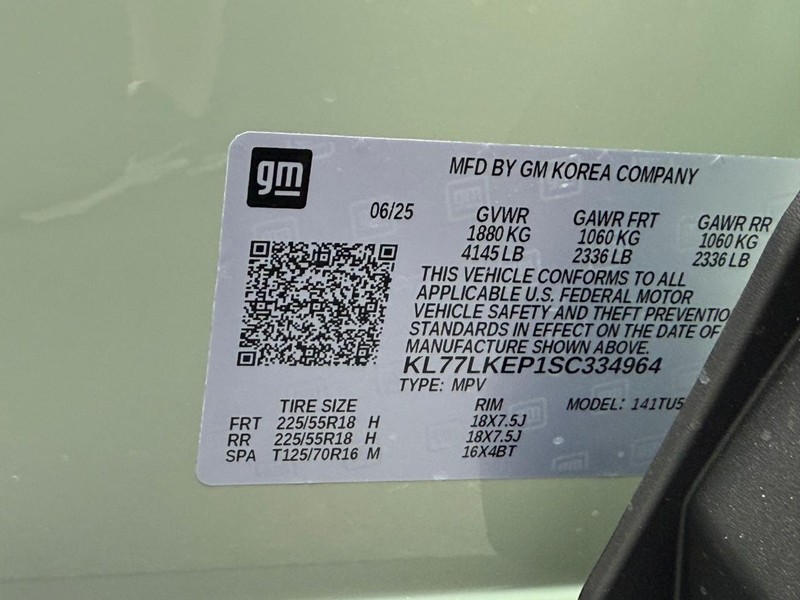 gm
MFD BY GM KOREA COMPANY
06/25 GVWR GAWR FRT GAWR RR
1880 KG 1060 KG 1060 KG
4145 LB 2336 LB 2336 LB
THIS VEHICLE CONFORMS TO ALL
APPLICABLE U.S. FEDERAL MOTOR
VEHICLE SAFETY AND THEFT PREVENTIO
STANDARDS IN EFFECT ON THE DATE OF
MANUFACTURE SHOWN ABOVE.
KL77LKEP1SC334964
TYPE: MPV
TIRE SIZE RIM MODEL: 141TU5
FRT 225/55R18 H 18X7.5J
RR 225/55R18 H 18X7.5J
SPA T125/70R16 M 16X4BT